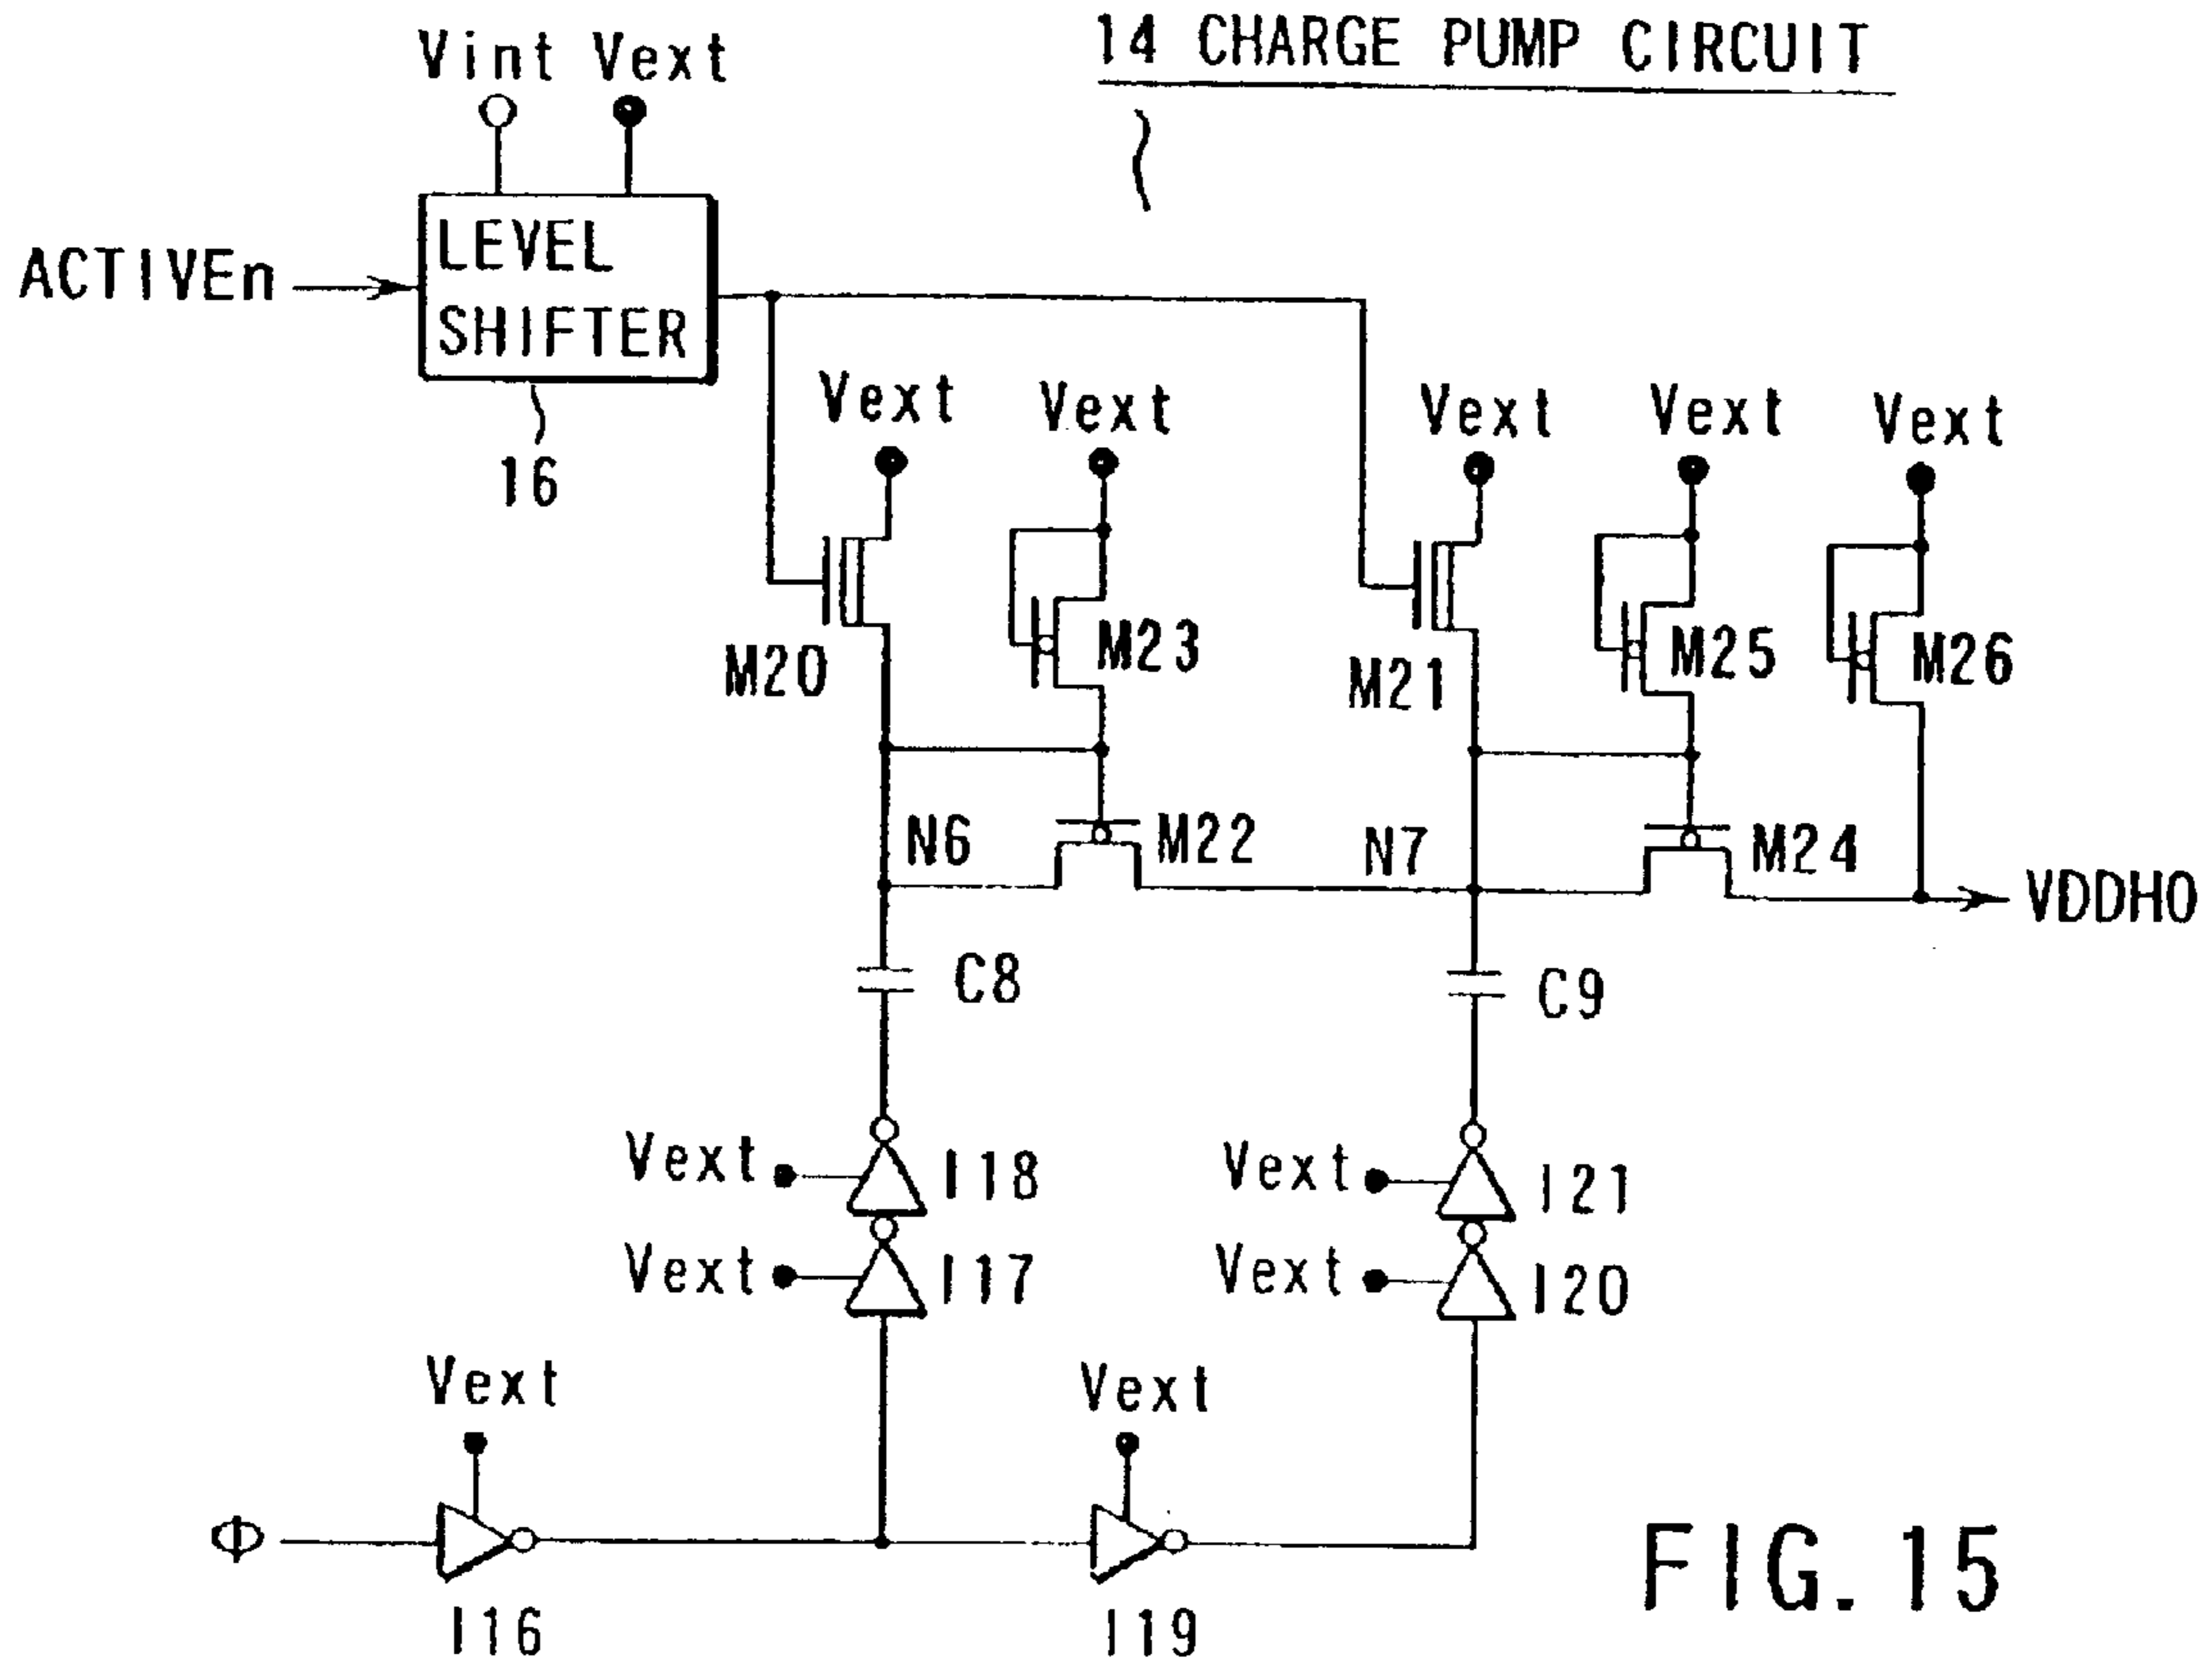 14 CHARGE PUMP CIRCUIT
Vint Vext
ACTIVEn
LEVEL
SHIFTER
16
Vext
Vext
Vext
Vext
Vext
M20
M23
M21
M25
M26
N6
M22
N7
M24
VDDHO
C8
C9
Vext
I18
Vext
I21
Vext
I17
Vext
I20
Vext
Vext
Φ
I16
I19
FIG. 15